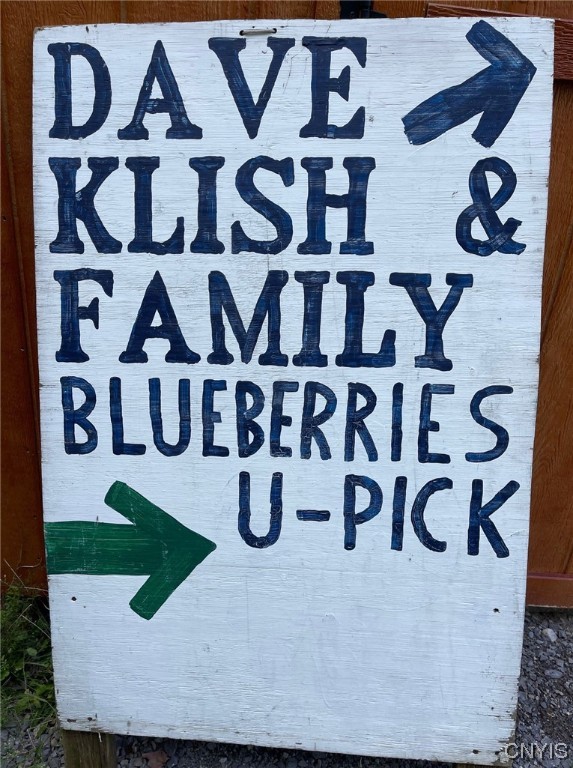 DAVE
KLISH &
FAMILY
BLUEBERRIES
U-PICK
CNYIS